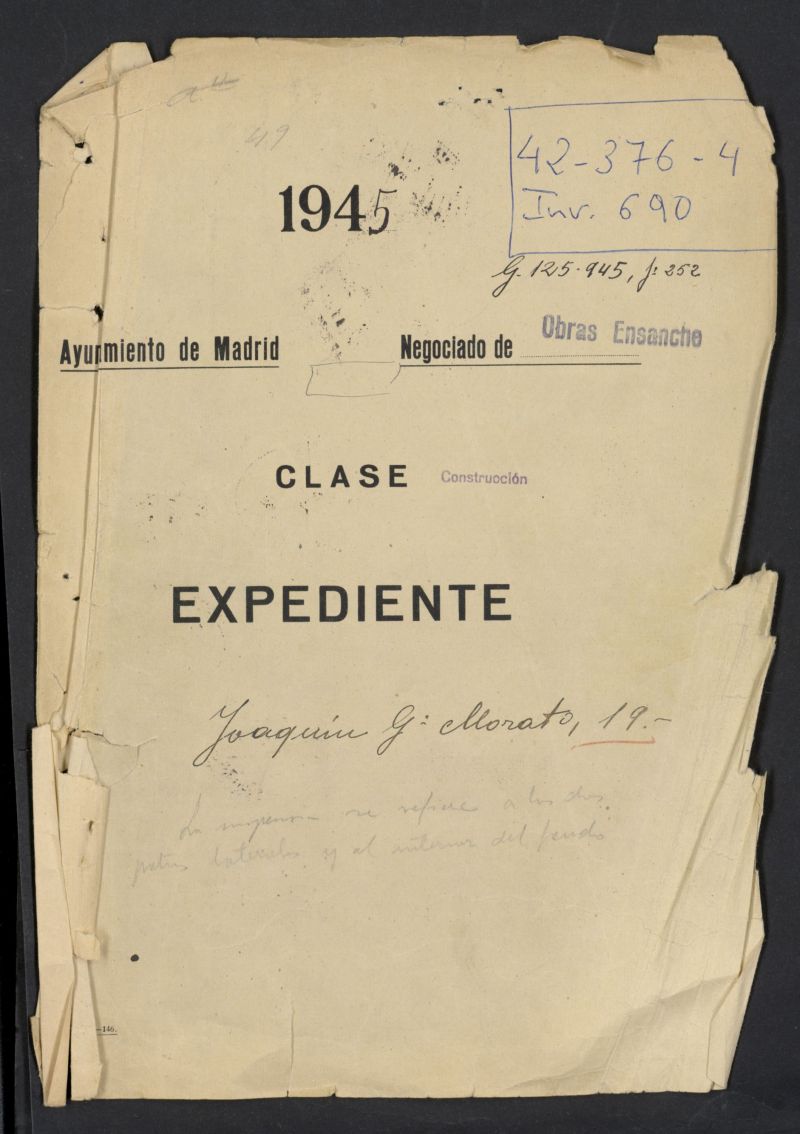 49
42-376-4
1945
Inv. 690
G. 125.945, f: 252
Ayuntamiento de Madrid Negociado de Obras Ensanche
CLASE Construcción
EXPEDIENTE
Joaquín G: Morato, 19.-
La suspensión se refiere a los dos
patios laterales y al interior del fondo
-146.